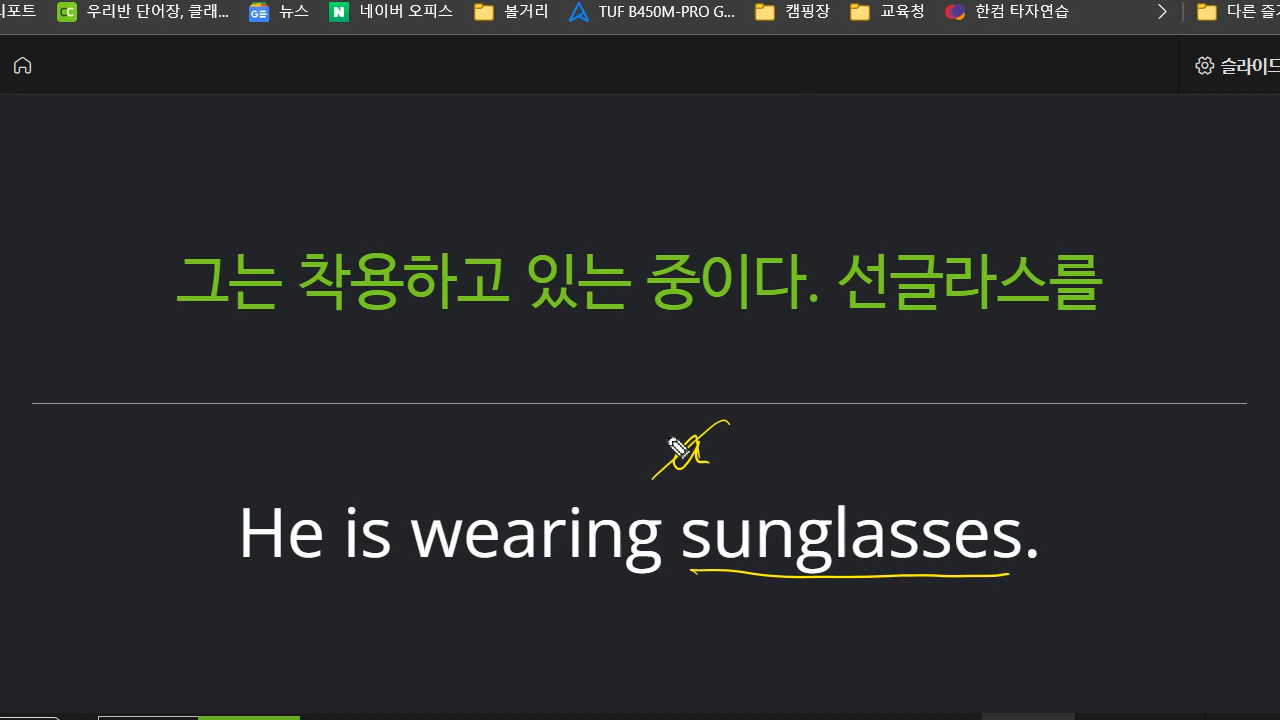 리포트 우리반 단어장, 클래... 뉴스 네이버 오피스 볼거리 TUF B450M-PRO G... 캠핑장 교육청 한컴 타자연습 다른 즐겨
슬라이드
그는 착용하고 있는 중이다. 선글라스를
a
He is wearing sunglasses.